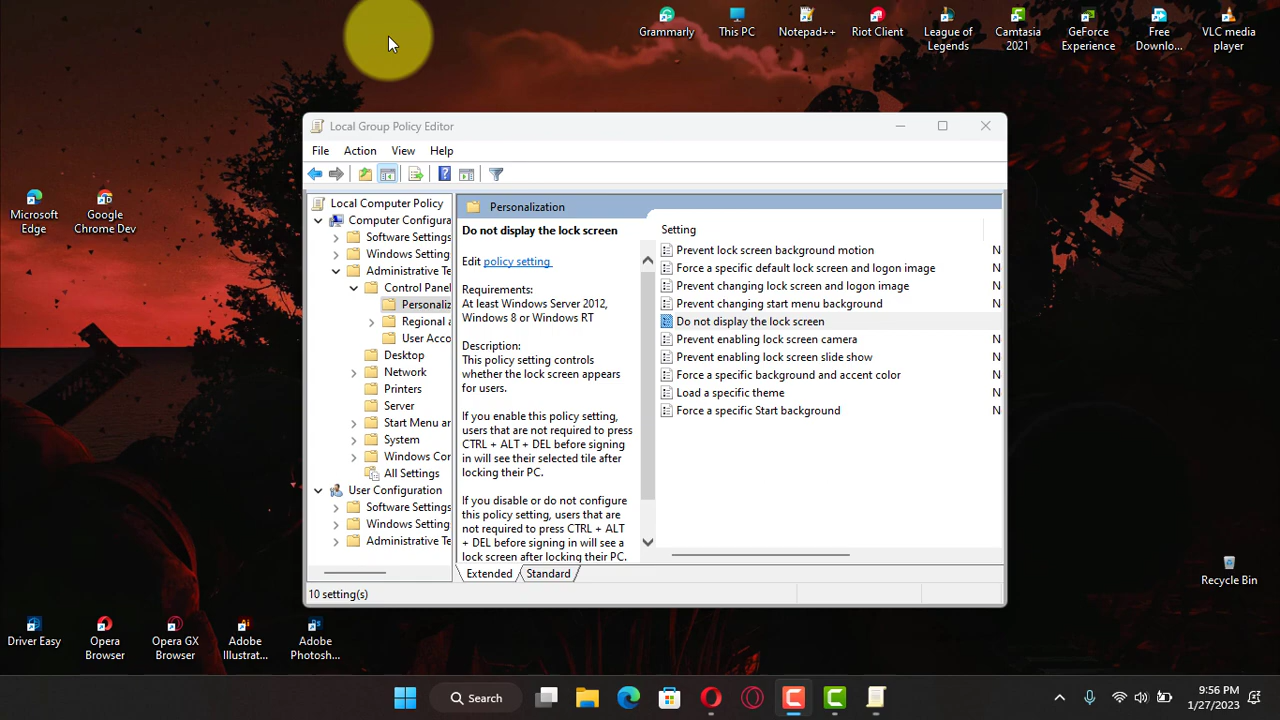 Grammarly
This PC
Notepad++
Riot Client
League of
Legends
Camtasia
2021
GeForce
Experience
Free
Downlo...
VLC media
player
Local Group Policy Editor
File
Action
View
Help
Microsoft
Edge
Google
Chrome Dev
Local Computer Policy
Computer Configura
Software Settings
Windows Setting
Administrative Te
Control Panel
Personaliz
Regional a
User Acco
Desktop
Network
Printers
Server
Start Menu an
System
Windows Com
All Settings
User Configuration
Software Settings
Windows Setting
Administrative Te
Personalization
Do not display the lock screen
Edit policy setting
Requirements:
At least Windows Server 2012,
Windows 8 or Windows RT
Description:
This policy setting controls
whether the lock screen appears
for users.
If you enable this policy setting,
users that are not required to press
CTRL + ALT + DEL before signing
in will see their selected tile after
locking their PC.
If you disable or do not configure
this policy setting, users that are
not required to press CTRL + ALT
+ DEL before signing in will see a
lock screen after locking their PC.
Setting
Prevent lock screen background motion N
Force a specific default lock screen and logon image N
Prevent changing lock screen and logon image N
Prevent changing start menu background N
Do not display the lock screen N
Prevent enabling lock screen camera N
Prevent enabling lock screen slide show N
Force a specific background and accent color N
Load a specific theme N
Force a specific Start background N
Extended
Standard
10 setting(s)
Recycle Bin
Driver Easy
Opera
Browser
Opera GX
Browser
Adobe
Illustrat...
Adobe
Photosh...
Search
9:56 PM
1/27/2023